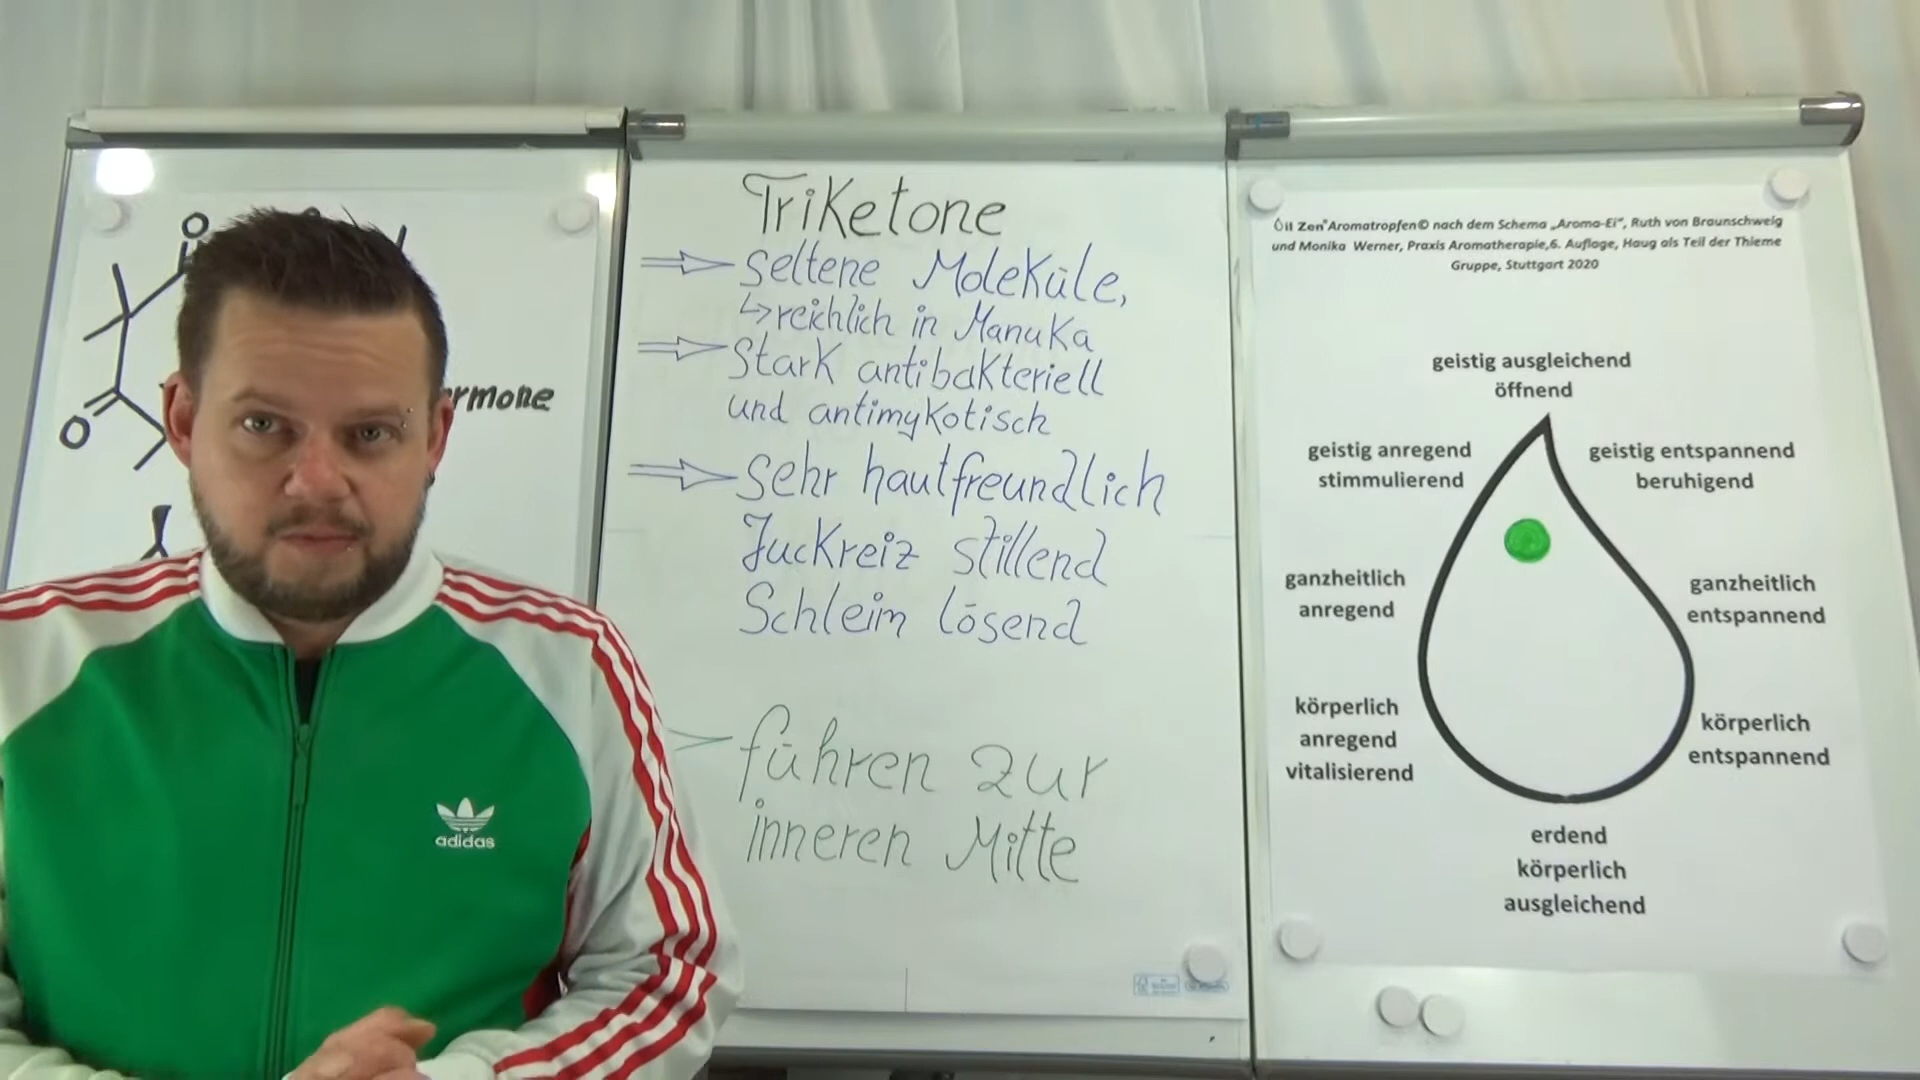 O
O
rmone
adidas
Triketone
seltene Moleküle,
↳reichlich in Manuka
stark antibakteriell
und antimykotisch
sehr hautfreundlich
Juckreiz stillend
Schleim lösend
führen zur
inneren Mitte
Öil Zen"Aromatropfen© nach dem Schema „Aroma-Ei“, Ruth von Braunschweig
und Monika Werner, Praxis Aromatherapie,6. Auflage, Haug als Teil der Thieme
Gruppe, Stuttgart 2020
geistig ausgleichend
öffnend
geistig anregend
stimmulierend
geistig entspannend
beruhigend
ganzheitlich
anregend
ganzheitlich
entspannend
körperlich
anregend
vitalisierend
körperlich
entspannend
erdend
körperlich
ausgleichend